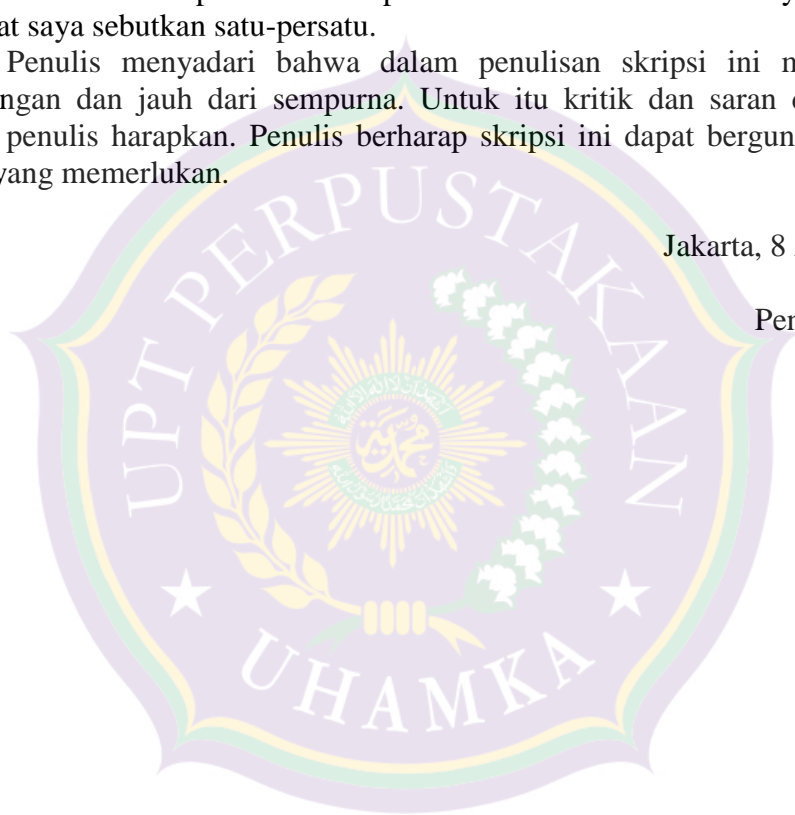 at saya sebutkan satu-persatu.
Penulis menyadari bahwa dalam penulisan skripsi ini m
ngan dan jauh dari sempurna. Untuk itu kritik dan saran
penulis harapkan. Penulis berharap skripsi ini dapat bergun
yang memerlukan.
Jakarta, 8
Per
UPT PERPUSTAKAAN
محمدية
UHAMKA